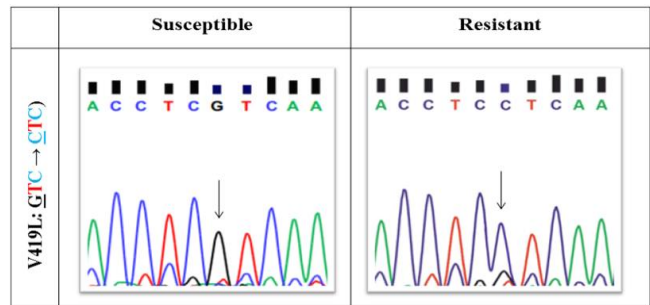 Susceptible
Resistant
V419L: GTC → CTC)
A C C T C G T C A A
A C C T C C T C A A